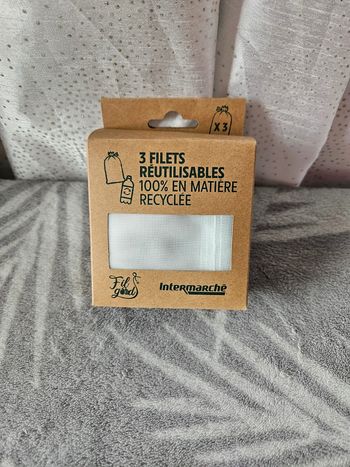 X 3
3 FILETS
RÉUTILISABLES
100% EN MATIÈRE
RECYCLÉE
Fil
good
Intermarché